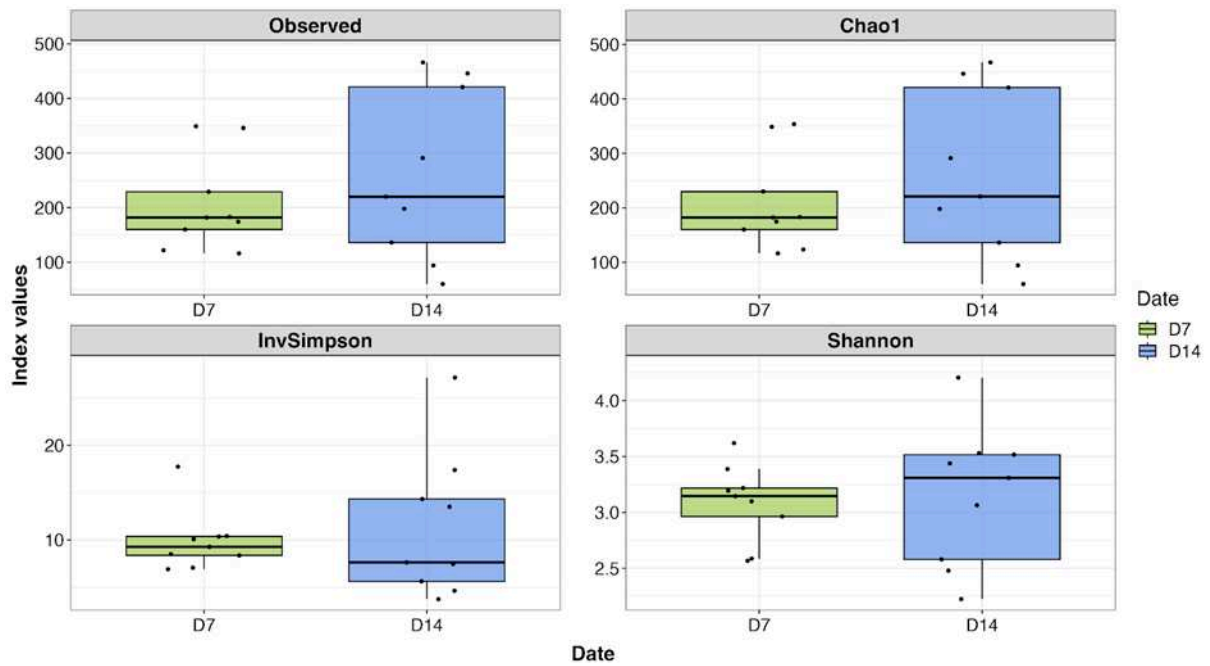 Observed
Chao1
500
400
300
200
100
500
400
300
200
100
D7
D14
D7
D14
Index values
InvSimpson
Shannon
20
10
4.0
3.5
3.0
2.5
D7
D14
D7
D14
Date
Date
D7
D14